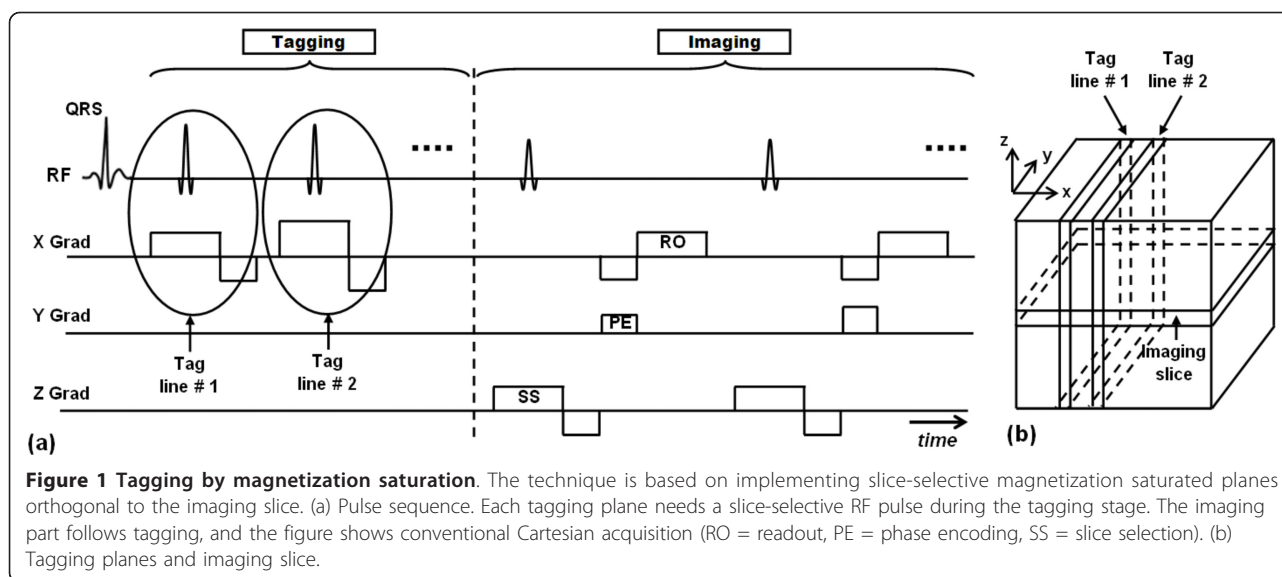 Tagging
Imaging
QRS
RF
X Grad
RO
Y Grad
PE
Tag
line # 1
Tag
line # 2
Z Grad
SS
time
(a)
Tag
line # 1
Tag
line # 2
z
y
x
Imaging
slice
(b)
Figure 1 Tagging by magnetization saturation. The technique is based on implementing slice-selective magnetization saturated planes
orthogonal to the imaging slice. (a) Pulse sequence. Each tagging plane needs a slice-selective RF pulse during the tagging stage. The imaging
part follows tagging, and the figure shows conventional Cartesian acquisition (RO = readout, PE = phase encoding, SS = slice selection). (b)
Tagging planes and imaging slice.